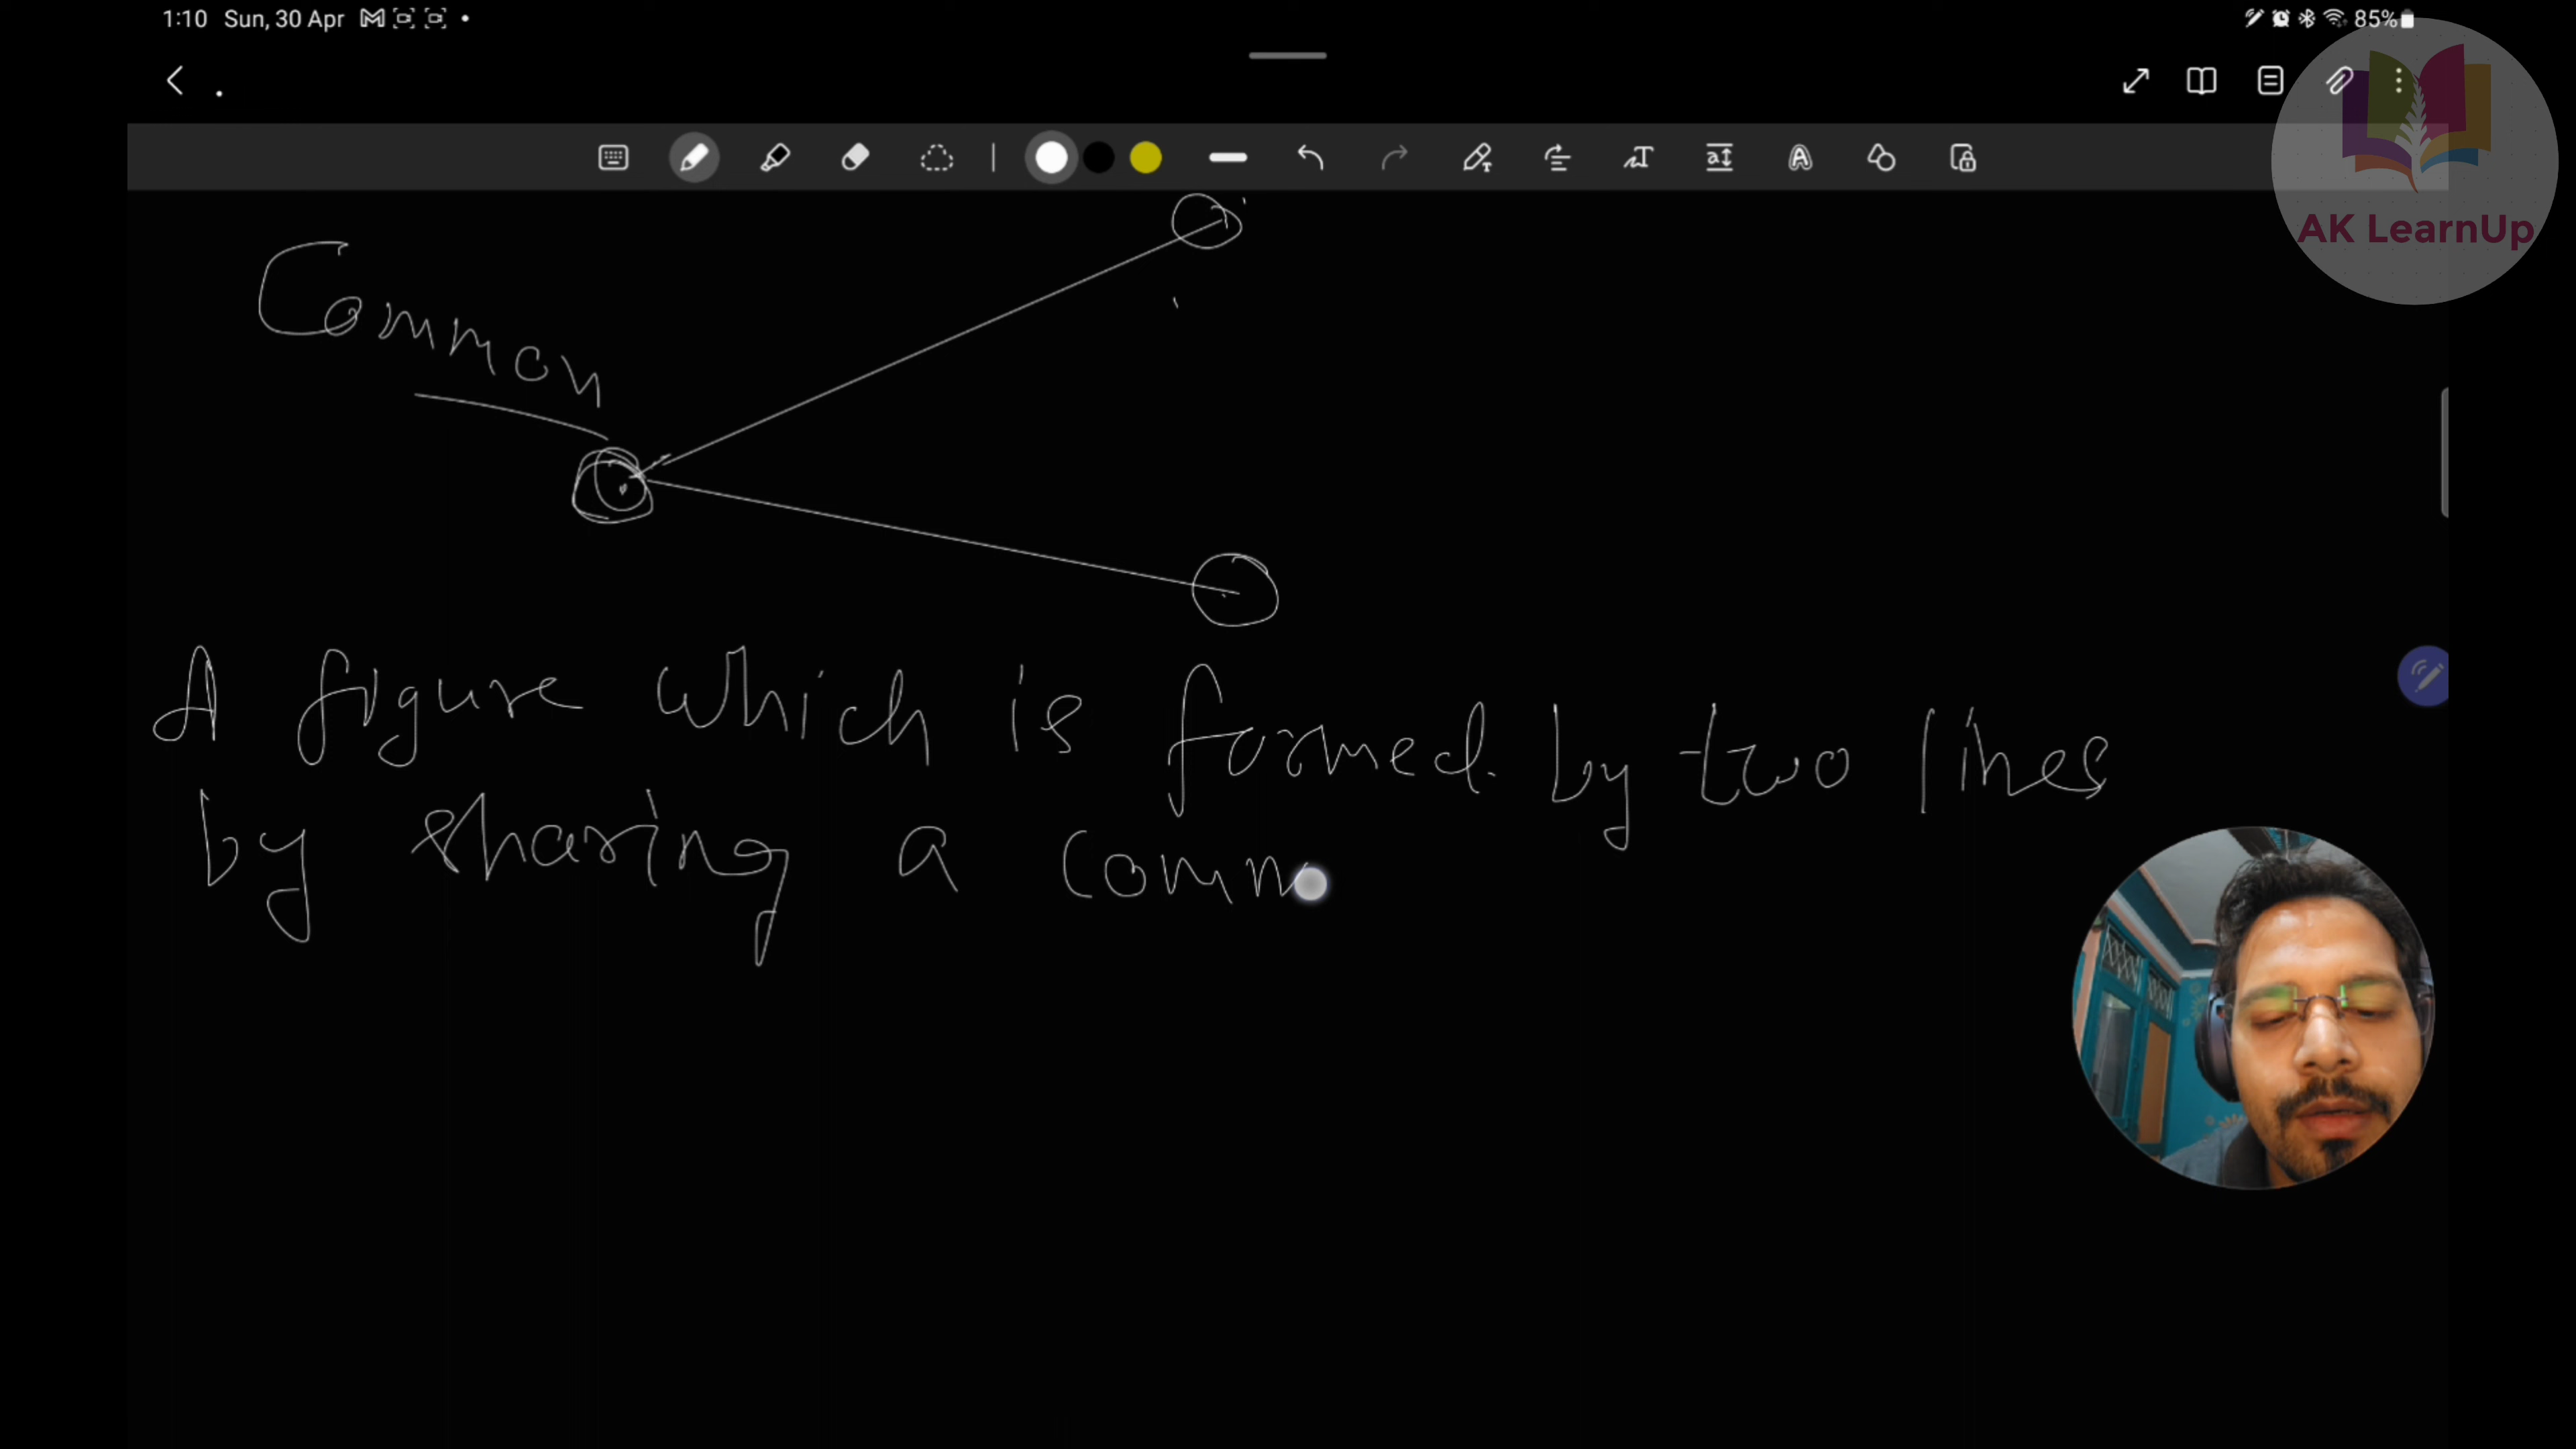 1:10 Sun, 30 Apr
85%
.
AK LearnUp
Common
A figure which is formed by two lines
by sharing a comm